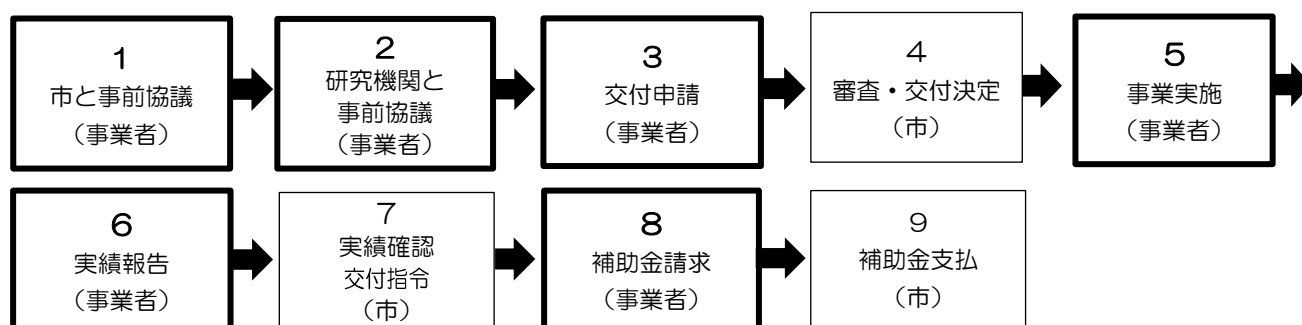 1
市と事前協議
（事業者）
2
研究機関と
事前協議
（事業者）
3
交付申請
（事業者）
4
審査・交付決定
（市）
5
事業実施
（事業者）
6
実績報告
（事業者）
7
実績確認
交付指令
（市）
8
補助金請求
（事業者）
9
補助金支払
（市）